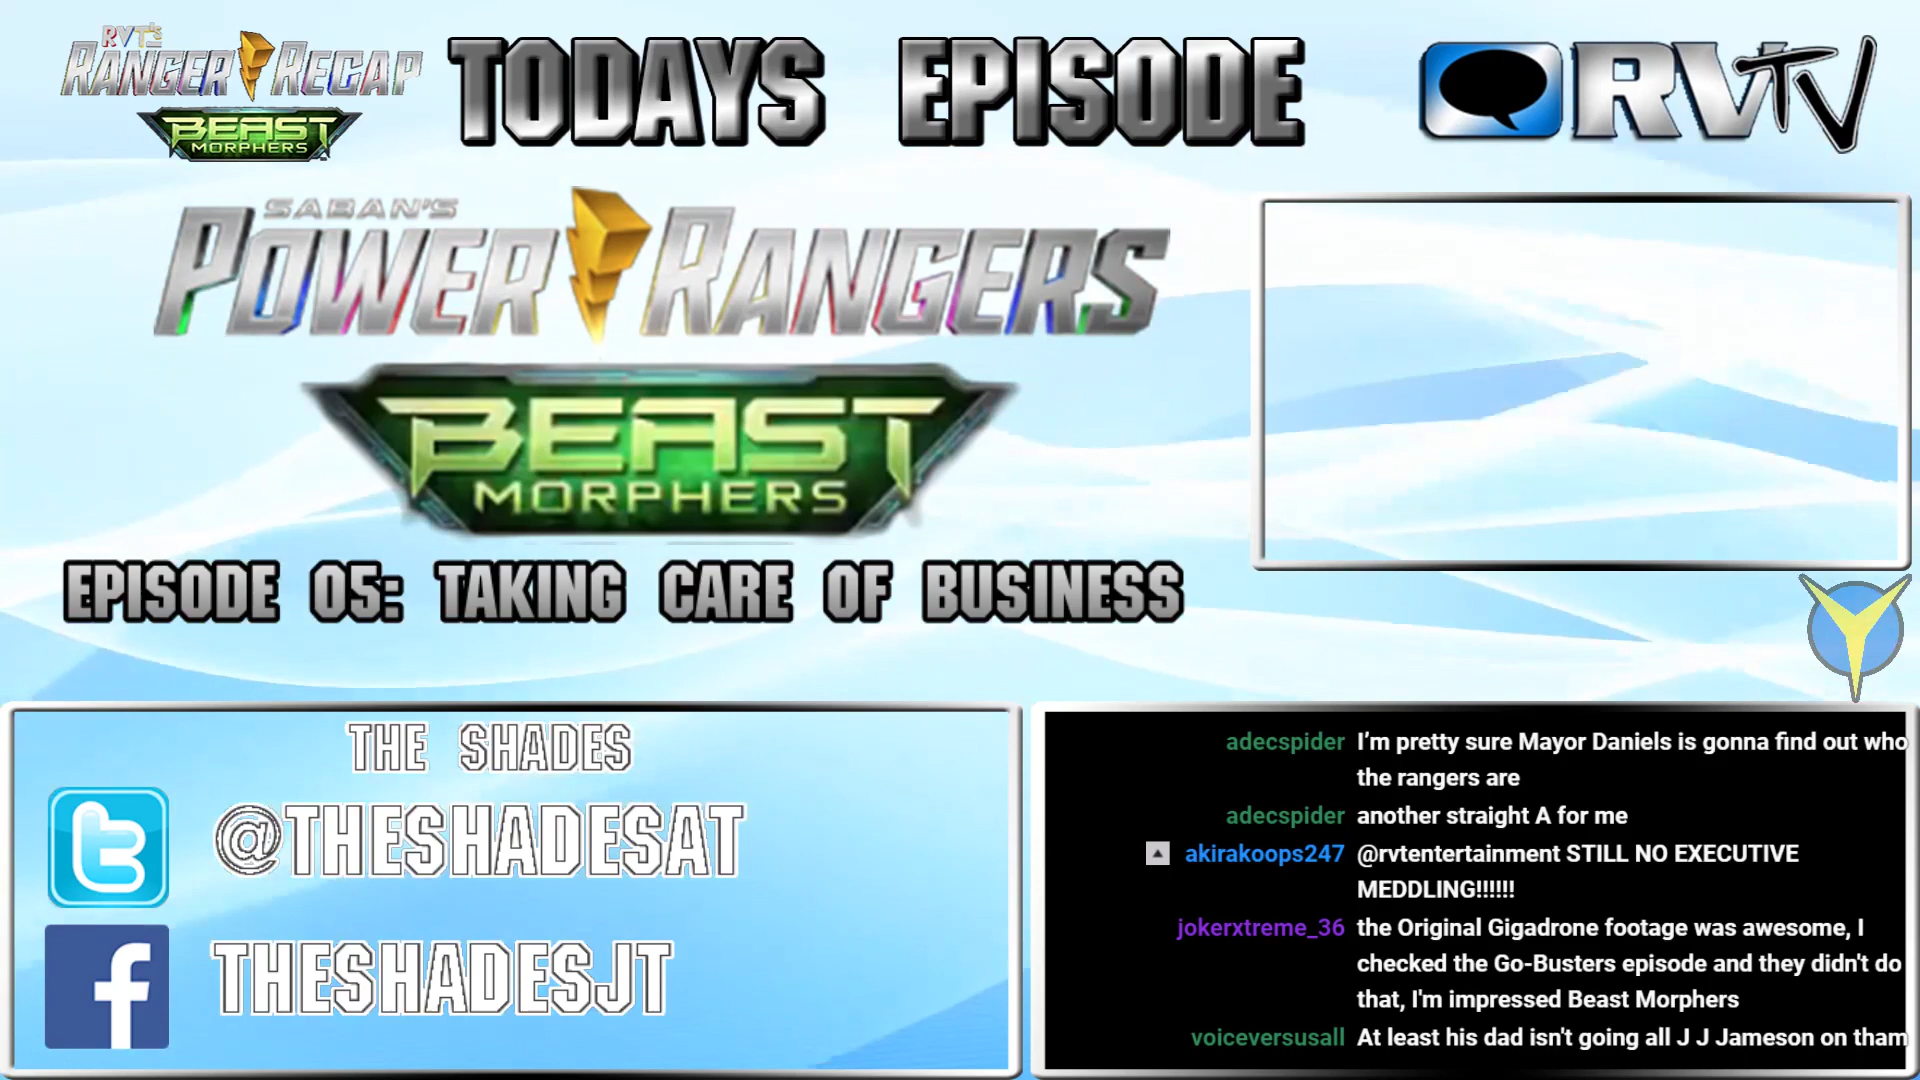 RVT's
RANGER RECAP
BEAST
MORPHERS
TODAYS EPISODE
RVTV
SABAN'S
POWER RANGERS
BEAST
MORPHERS
EPISODE 05: TAKING CARE OF BUSINESS
THE SHADES
@THESHADESAT
THESHADESJT
adecspider I'm pretty sure Mayor Daniels is gonna find out who
the rangers are
adecspider another straight A for me
akirakoops247 @rvtentertainment STILL NO EXECUTIVE
MEDDLING!!!!!!
jokerxtreme_36 the Original Gigadrone footage was awesome, I
checked the Go-Busters episode and they didn't do
that, I'm impressed Beast Morphers
voiceversusall At least his dad isn't going all J J Jameson on tham